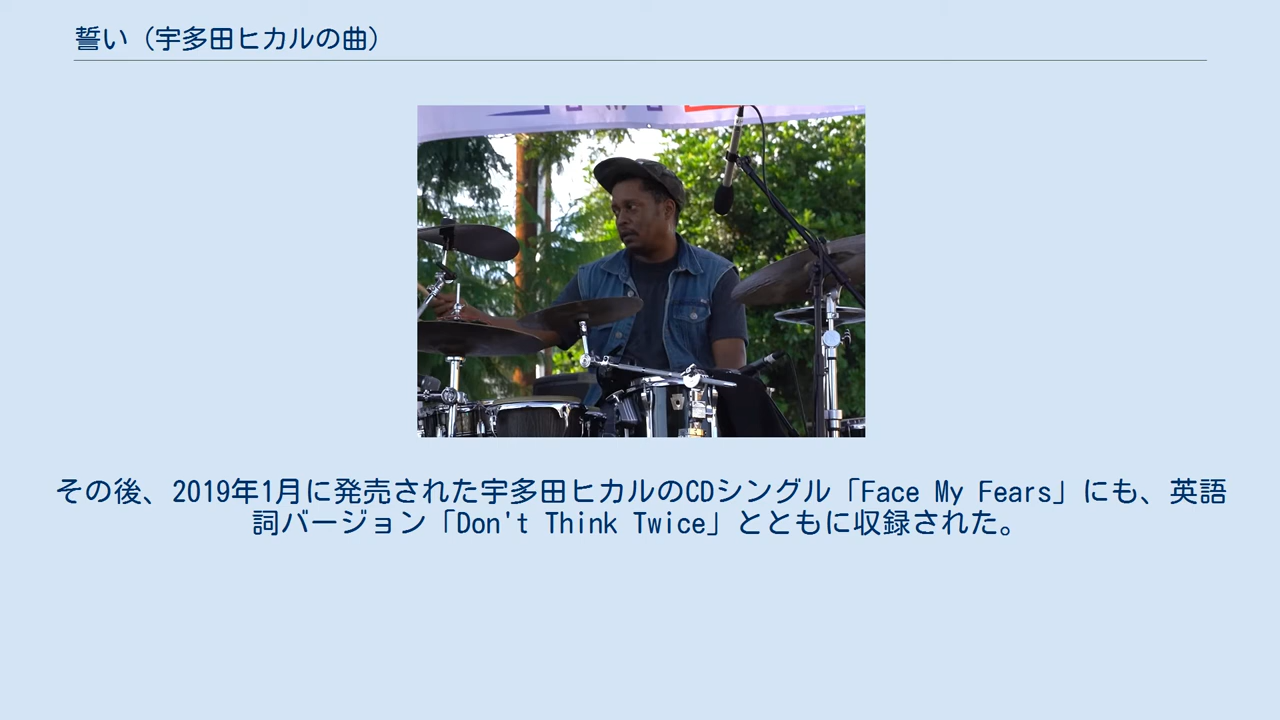 誓い（宇多田ヒカルの曲）
その後、2019年1月に発売された宇多田ヒカルのCDシングル「Face My Fears」にも、英語
詞バージョン「Don't Think Twice」とともに収録された。